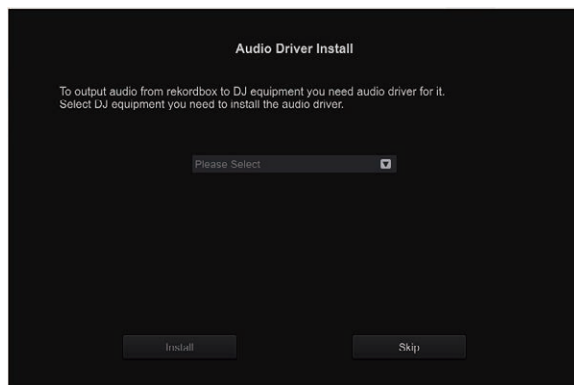 Audio Driver Install
To output audio from rekordbox to DJ equipment you need audio driver for it.
Select DJ equipment you need to install the audio driver.
Please Select
Install
Skip